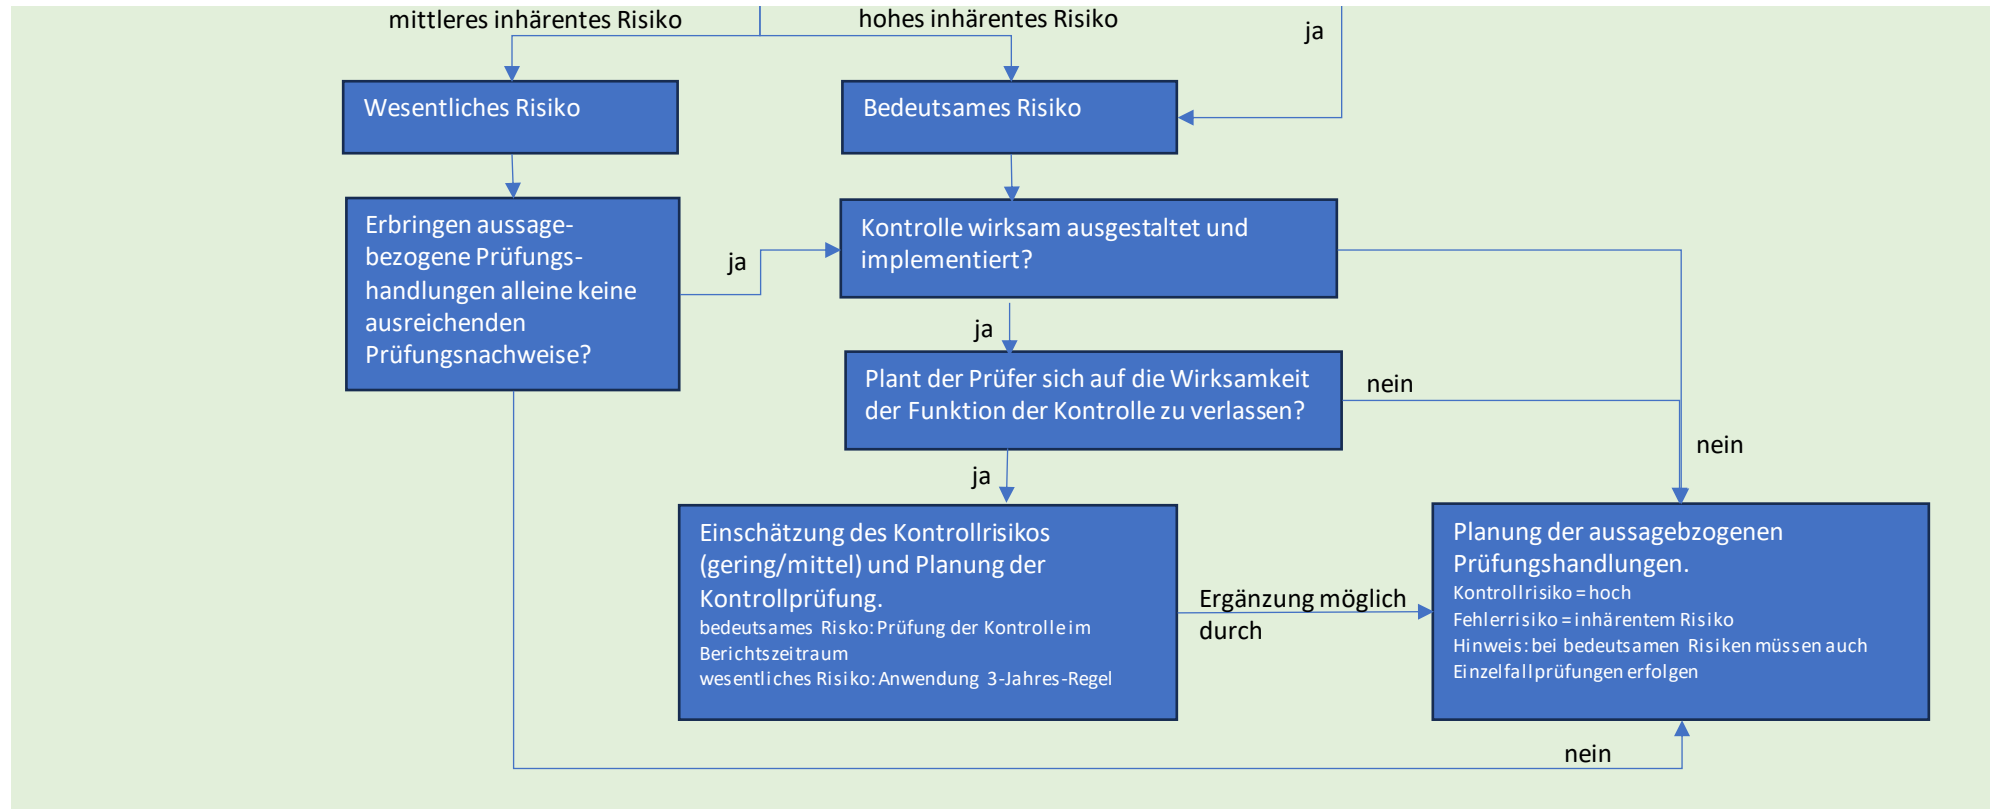 mittleres inhärentes Risiko
hohes inhärentes Risiko
ja
Wesentliches Risiko
Bedeutsames Risiko
Erbringen aussage-
bezogene Prüfungs-
handlungen alleine keine
ausreichenden
Prüfungsnachweise?
ja
Kontrolle wirksam ausgestaltet und
implementiert?
ja
Plant der Prüfer sich auf die Wirksamkeit
der Funktion der Kontrolle zu verlassen?
nein
nein
ja
Einschätzung des Kontrollrisikos
(gering/mittel) und Planung der
Kontrollprüfung.
bedeutsames Risko: Prüfung der Kontrolle im
Berichtszeitraum
wesentliches Risiko: Anwendung 3-Jahres-Regel
Ergänzung möglich
durch
Planung der aussagebzogenen
Prüfungshandlungen.
Kontrollrisiko = hoch
Fehlerrisiko = inhärentem Risiko
Hinweis: bei bedeutsamen Risiken müssen auch
Einzelfallprüfungen erfolgen
nein